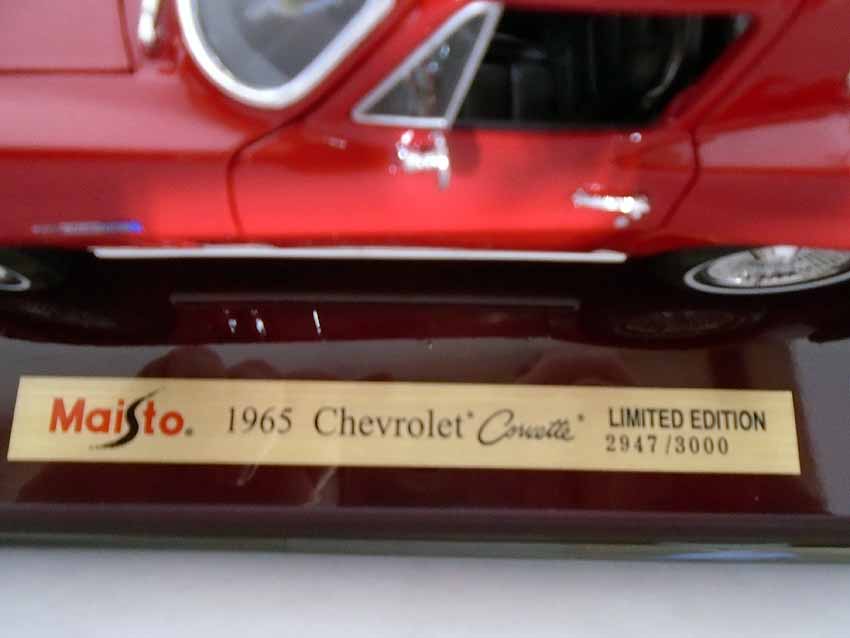 Maisto® 1965 Chevrolet® Corvette® LIMITED EDITION
2947/3000